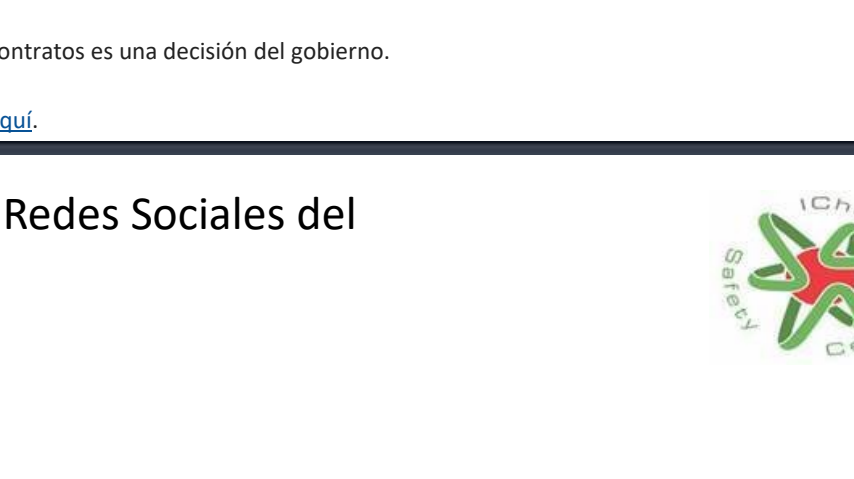 ontratos es una decisión del gobierno.
quí.
Redes Sociales del
ICh
Safety